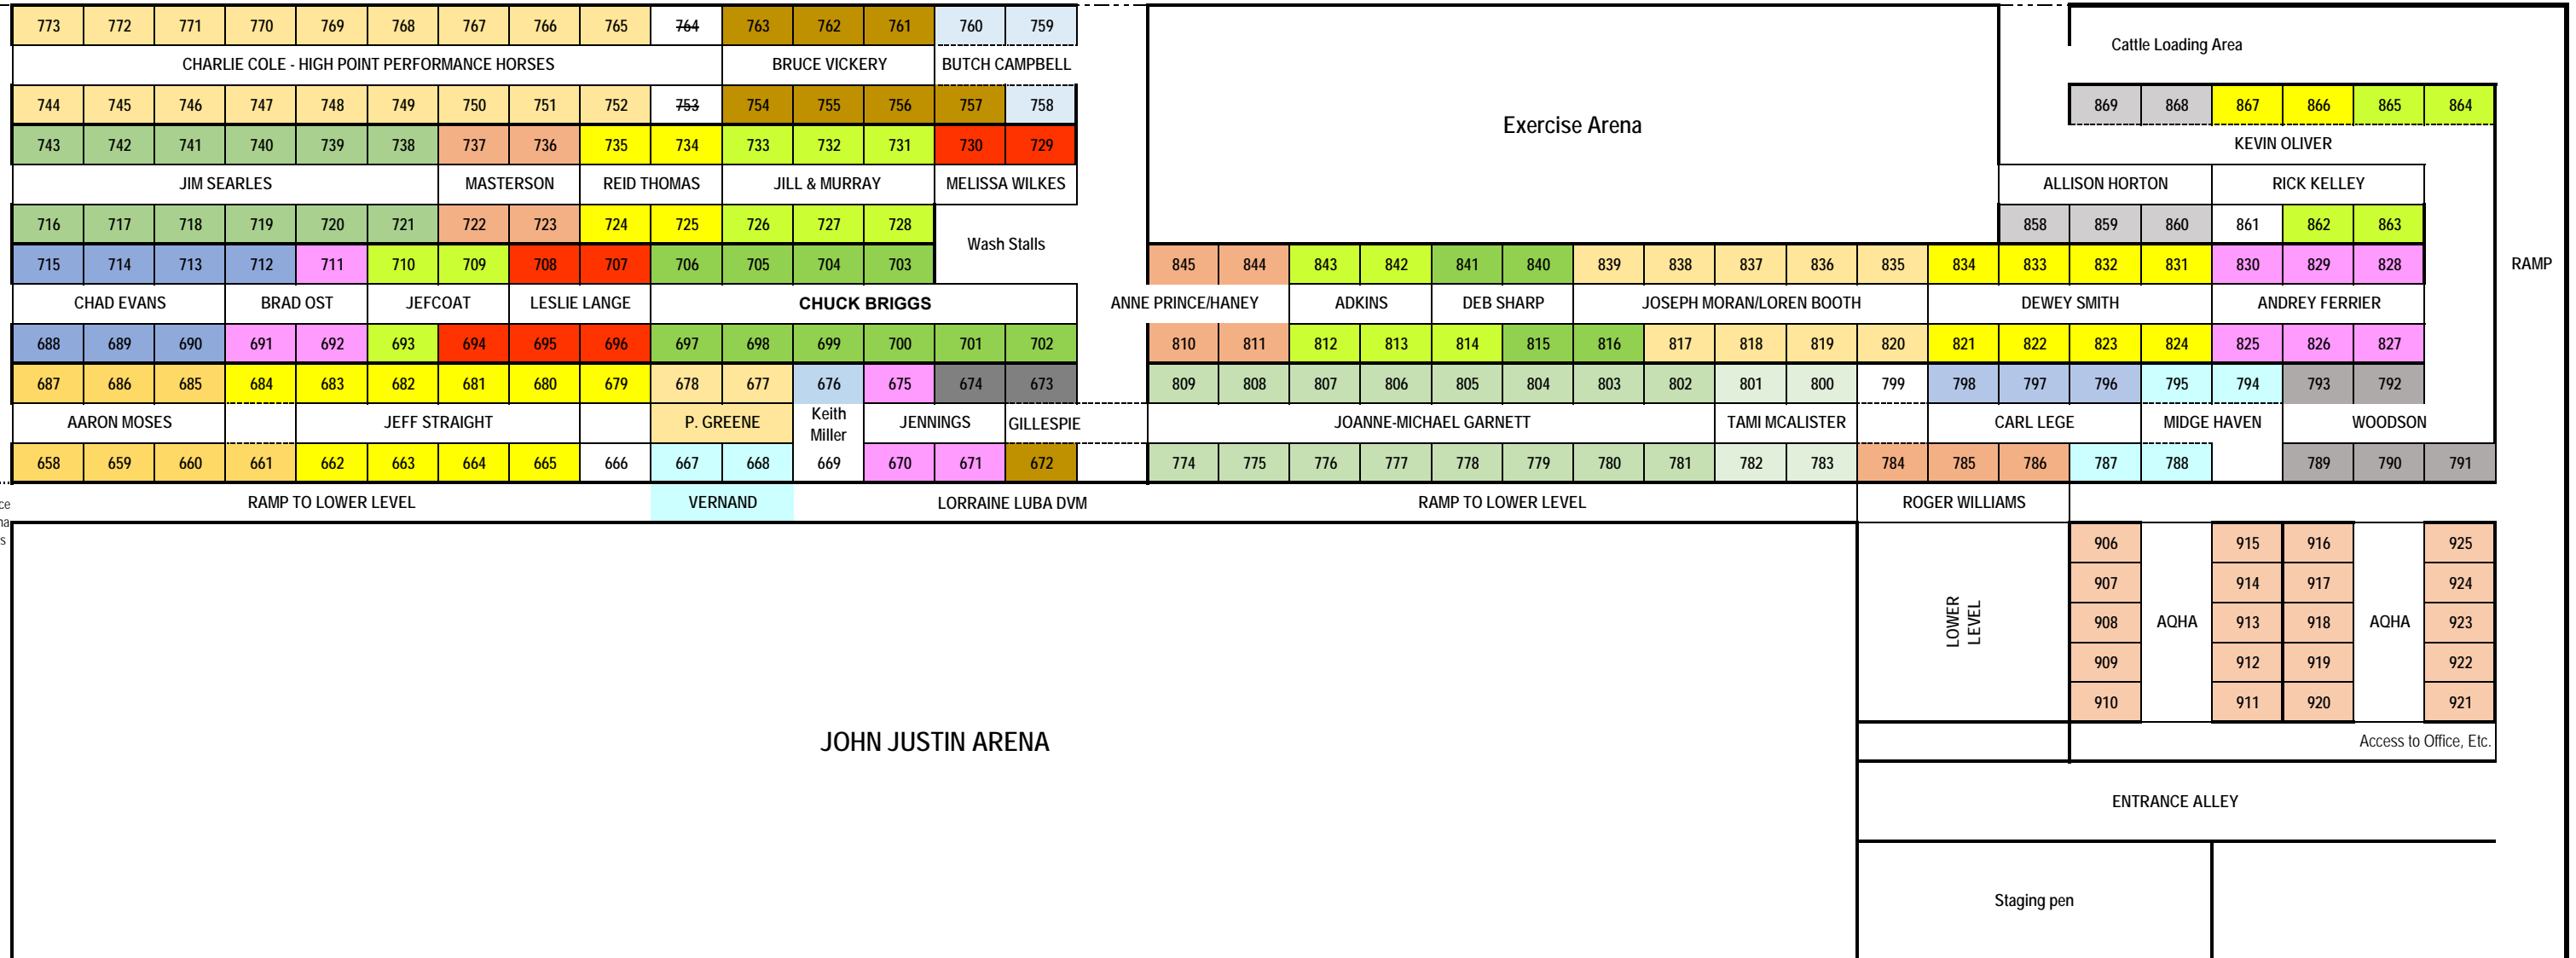 773 772 771 770 769 768 767 766 765 764 763 762 761 760 759
Cattle Loading Area
CHARLIE COLE - HIGH POINT PERFORMANCE HORSES BRUCE VICKERY BUTCH CAMPBELL
744 745 746 747 748 749 750 751 752 753 754 755 756 757 758 869 868 867 866 865 864
Exercise Arena
743 742 741 740 739 738 737 736 735 734 733 732 731 730 729 KEVIN OLIVER
JIM SEARLES MASTERSON REID THOMAS JILL & MURRAY MELISSA WILKES ALLISON HORTON RICK KELLEY
716 717 718 719 720 721 722 723 724 725 726 727 728 858 859 860 861 862 863
Wash Stalls
715 714 713 712 711 710 709 708 707 706 705 704 703 845 844 843 842 841 840 839 838 837 836 835 834 833 832 831 830 829 828 RAMP
CHAD EVANS BRAD OST JEFCOAT LESLIE LANGE CHUCK BRIGGS ANNE PRINCE/HANEY ADKINS DEB SHARP JOSEPH MORAN/LOREN BOOTH DEWEY SMITH ANDREY FERRIER
688 689 690 691 692 693 694 695 696 697 698 699 700 701 702 810 811 812 813 814 815 816 817 818 819 820 821 822 823 824 825 826 827
687 686 685 684 683 682 681 680 679 678 677 676 675 674 673 809 808 807 806 805 804 803 802 801 800 799 798 797 796 795 794 793 792
AARON MOSES JEFF STRAIGHT P. GREENE Keith Miller JENNINGS GILLESPIE JOANNE-MICHAEL GARNETT TAMI MCALISTER CARL LEGE MIDGE HAVEN WOODSON
658 659 660 661 662 663 664 665 666 667 668 669 670 671 672 774 775 776 777 778 779 780 781 782 783 784 785 786 787 788 789 790 791
RAMP TO LOWER LEVEL VERNAND LORRAINE LUBA DVM RAMP TO LOWER LEVEL ROGER WILLIAMS
906 915 916 925
907 914 917 924
LOWER LEVEL
908 AQHA 913 918 AQHA 923
909 912 919 922
910 911 920 921
JOHN JUSTIN ARENA
Access to Office, Etc.
ENTRANCE ALLEY
Staging pen